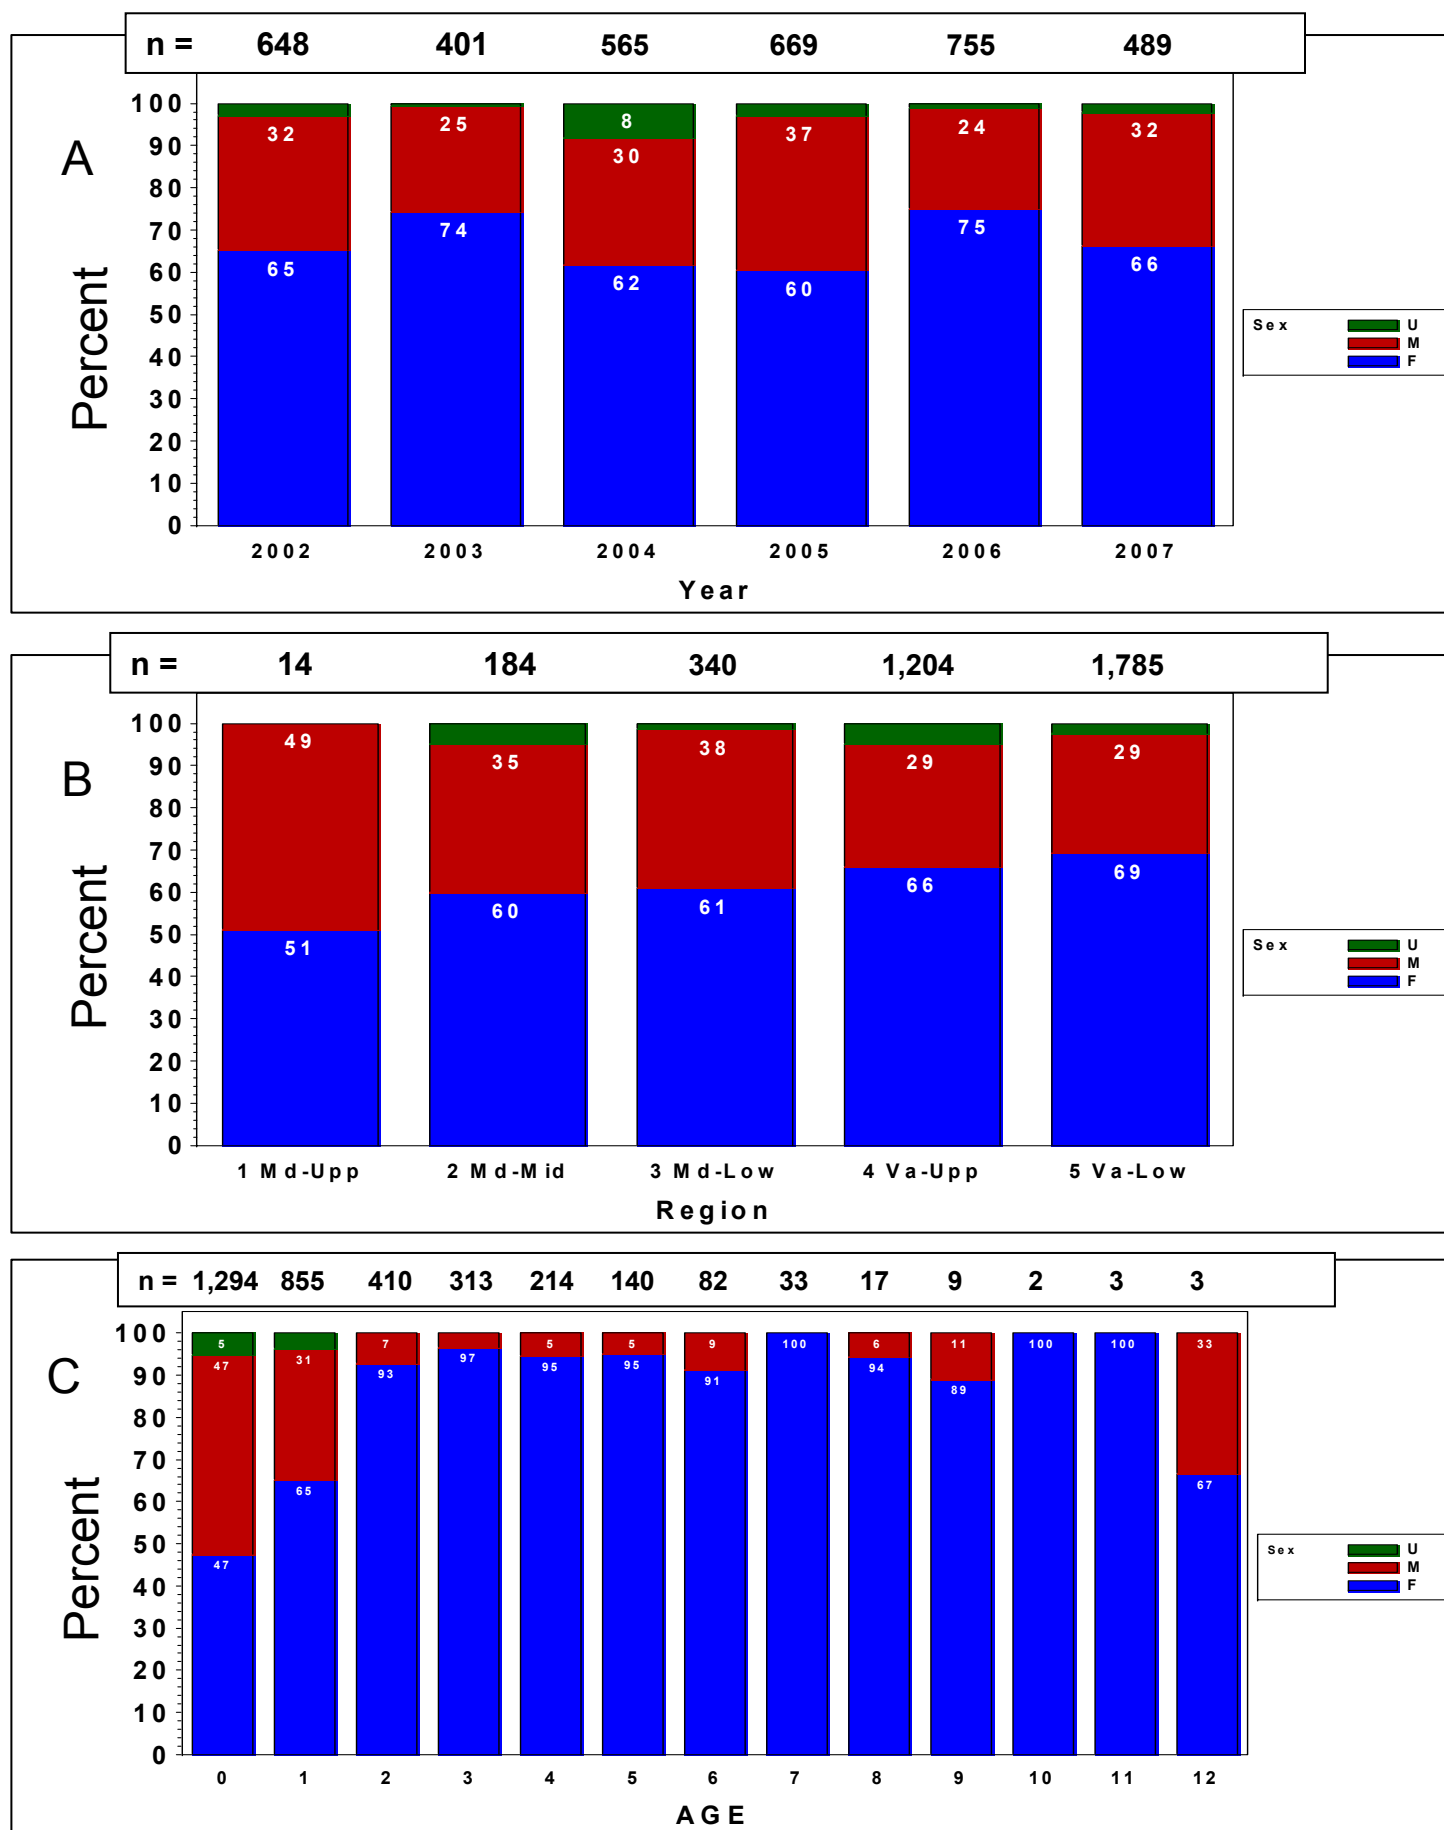 n = 648 401 565 669 755 489
A
Percent
100
90
80
70
60
50
40
30
20
10
0
32 25 8 37 24 32
30
65 74 62 60 75 66
2002 2003 2004 2005 2006 2007
Year
Sex U
M
F
n = 14 184 340 1,204 1,785
B
Percent
100
90
80
70
60
50
40
30
20
10
0
49 35 38 29 29
51 60 61 66 69
1 Md-Upp 2 Md-Mid 3 Md-Low 4 Va-Upp 5 Va-Low
Region
Sex U
M
F
n = 1,294 855 410 313 214 140 82 33 17 9 2 3 3
C
Percent
100
90
80
70
60
50
40
30
20
10
0
5 7 5 5 9 100 6 11 100 100 33
47 31
47 65 93 97 95 95 91 94 89 67
0 1 2 3 4 5 6 7 8 9 10 11 12
AGE
Sex U
M
F